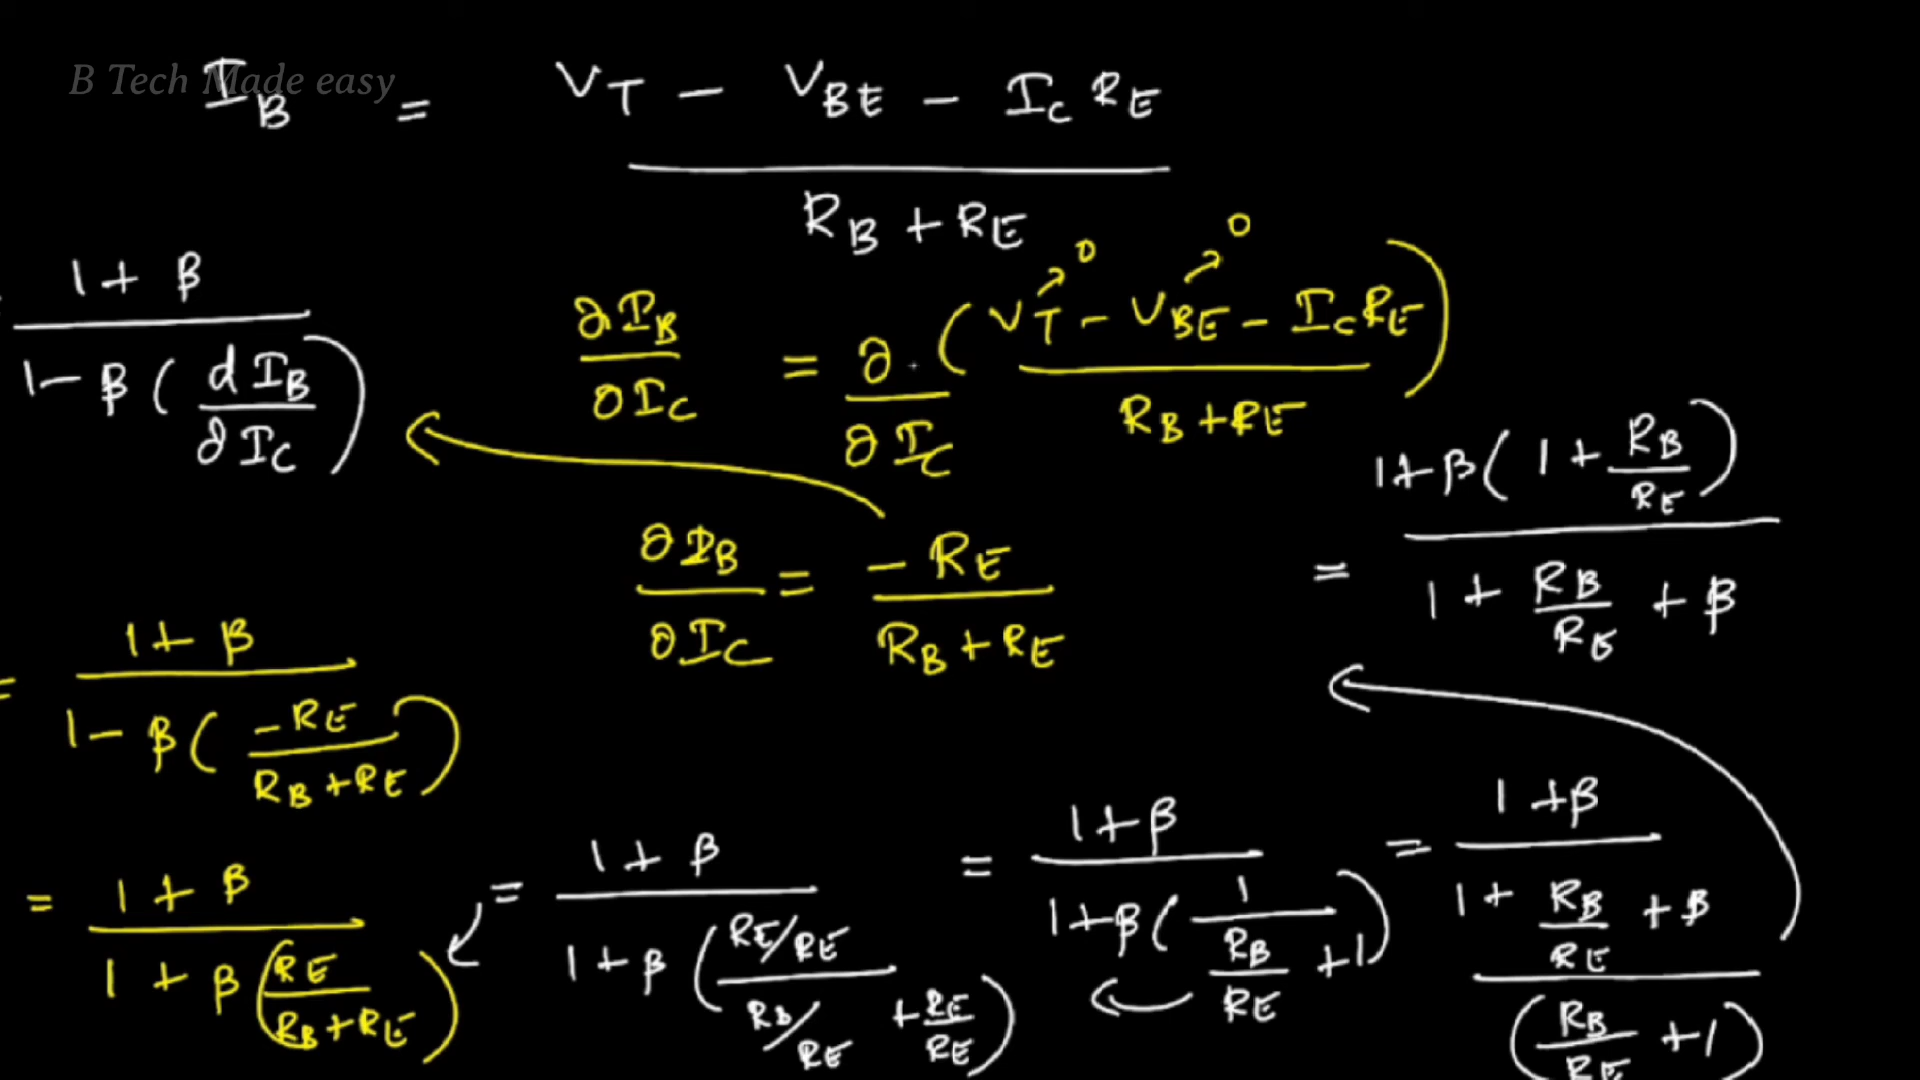 B Tech Made easy
I_B = V_T - V_BE - I_C R_E / R_B + R_E
1 + β / 1 - β ( d I_B / ∂ I_C )
∂ I_B / ∂ I_C = ∂ . / ∂ I_C ( V_T → 0 - V_BE → 0 - I_C R_E / R_B + R_E )
∂ I_B / ∂ I_C = - R_E / R_B + R_E
= 1 + β ( 1 + R_B / R_E ) / 1 + R_B / R_E + β
= 1 + β / 1 - β ( - R_E / R_B + R_E )
= 1 + β / 1 + β ( R_E / R_B + R_E )
= 1 + β / 1 + β ( R_E / R_E / R_B / R_E + R_E / R_E )
= 1 + β / 1 + β ( 1 / R_B / R_E + 1 )
= 1 + β / 1 + R_B / R_E + β / ( R_B / R_E + 1 )